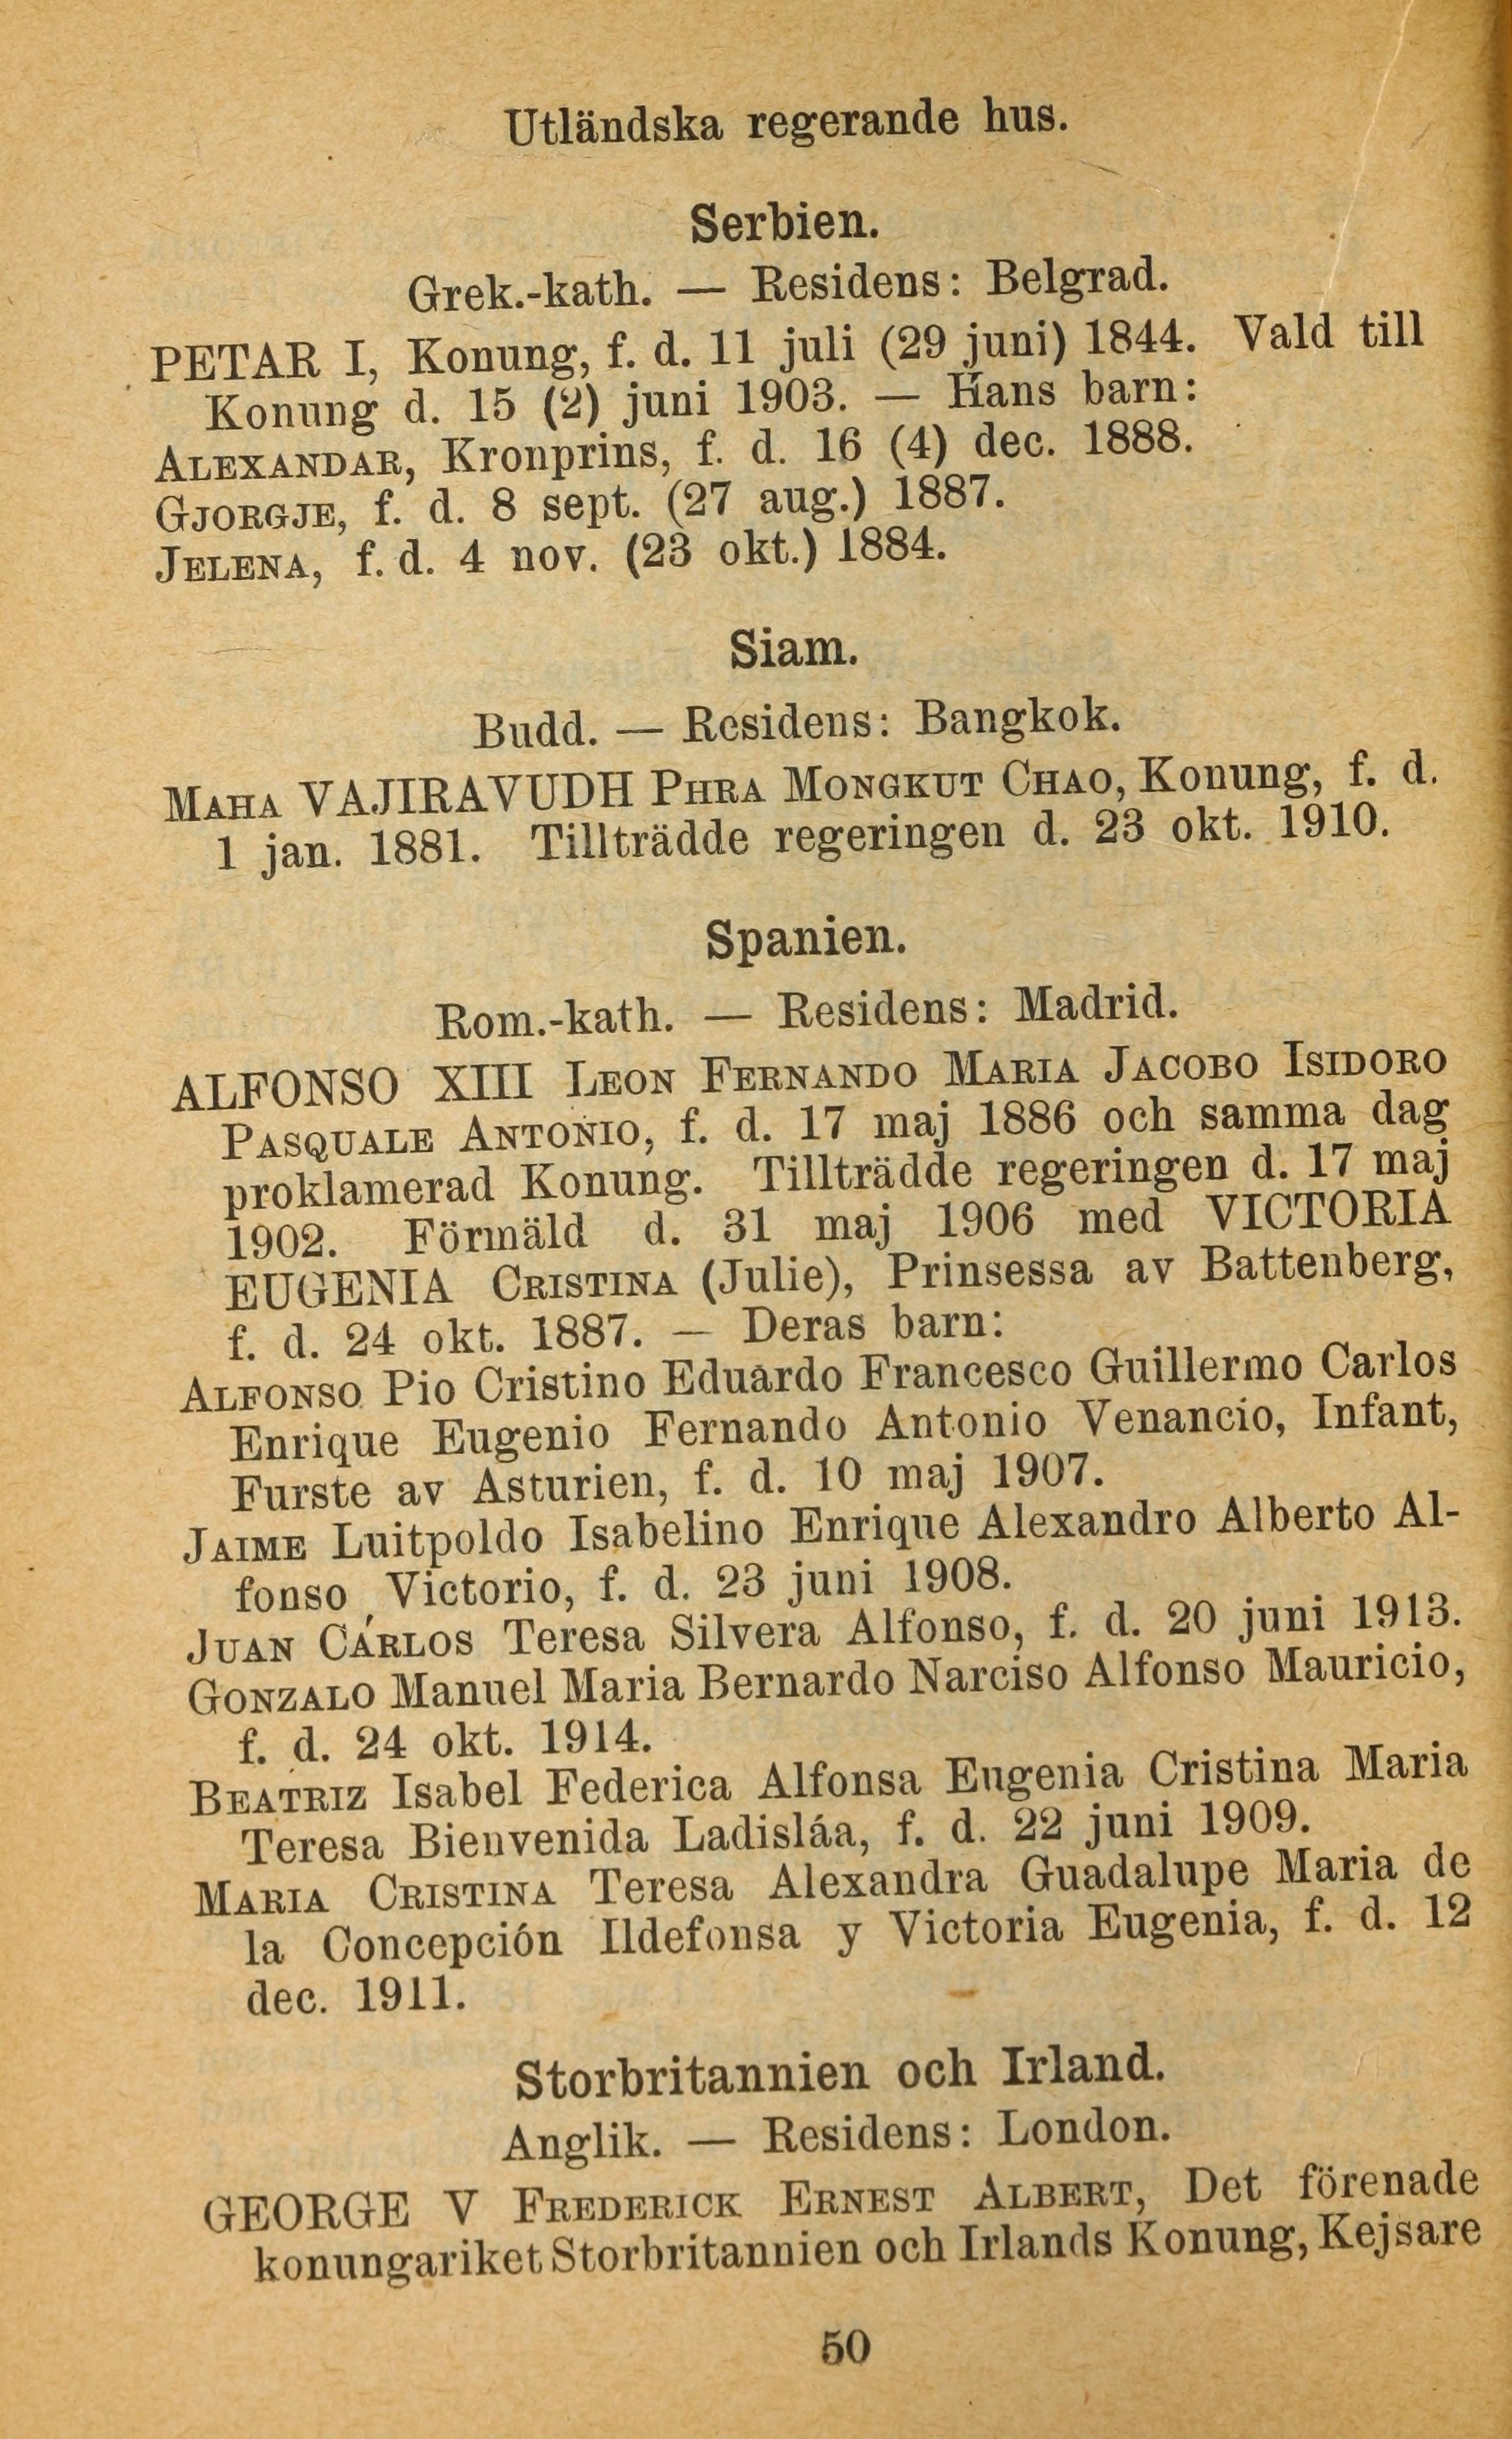 Utländska regerande hus.
Serbien.
Grek.-kath. — Residens: Belgrad.
PETAR I, Konung, f. d. 11 juli (29 juni) 1844. Vald till
Konung d. 15 (2) juni 1903. — Hans barn:
ALEXANDAR, Kronprins, f. d. 16 (4) dec. 1888.
GJORGJE, f. d. 8 sept. (27 aug.) 1887.
JELENA, f. d. 4 nov. (23 okt.) 1884.
Siam.
Budd. — Residens: Bangkok.
MAHA VAJIRAVUDH PHRA MONGKUT CHAO, Konung, f. d.
1 jan. 1881. Tillträdde regeringen d. 23 okt. 1910.
Spanien.
Rom.-kath. — Residens: Madrid.
ALFONSO XIII LEON FERNANDO MARIA JACOBO ISIDORO
PASQUALE ANTONIO, f. d. 17 maj 1886 och samma dag
proklamerad Konung. Tillträdde regeringen d. 17 maj
1902. Förmäld d. 31 maj 1906 med VICTORIA
EUGENIA CRISTINA (Julie), Prinsessa av Battenberg,
f. d. 24 okt. 1887. — Deras barn:
ALFONSO Pio Cristino Eduardo Francesco Guillermo Carlos
Enrique Eugenio Fernando Antonio Venancio, Infant,
Furste av Asturien, f. d. 10 maj 1907.
JAIME Luitpoldo Isabelino Enrique Alexandro Alberto Al-
fonso Victorio, f. d. 23 juni 1908.
JUAN CARLOS Teresa Silvera Alfonso, f. d. 20 juni 1913.
GONZALO Manuel Maria Bernardo Narciso Alfonso Mauricio,
f. d. 24 okt. 1914.
BEATRIZ Isabel Federica Alfonsa Eugenia Cristina Maria
Teresa Bienvenida Ladisláa, f. d. 22 juni 1909.
MARIA CRISTINA Teresa Alexandra Guadalupe Maria de
la Concepción Ildefonsa y Victoria Eugenia, f. d. 12
dec. 1911.
Storbritannien och Irland.
Anglik. — Residens: London.
GEORGE V FREDERICK ERNEST ALBERT, Det förenade
konungariket Storbritannien och Irlands Konung, Kejsare
50